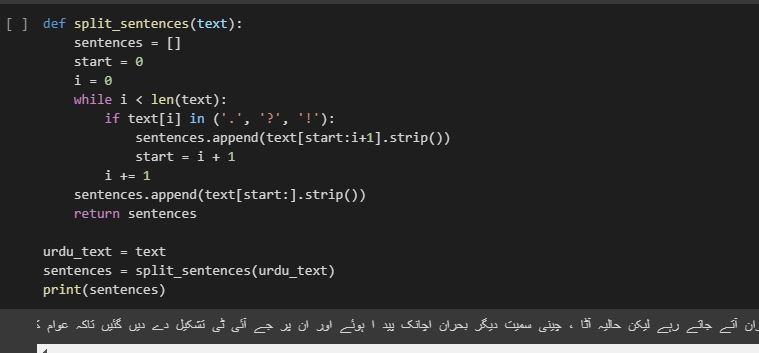 [ ] def split_sentences(text):
sentences = []
start = 0
i = 0
while i < len(text):
if text[i] in ('.', '?', '!'):
sentences.append(text[start:i+1].strip())
start = i + 1
i += 1
sentences.append(text[start:].strip())
return sentences
urdu_text = text
sentences = split_sentences(urdu_text)
print(sentences)
آتے جاتے رہے لیکن حالیہ آٹا ، چینی سمیت دیگر بحران اچانک پید ا ہوئے اور ان پر جے آئی ٹی تشکیل دے دیں گئیں تاکہ عوام